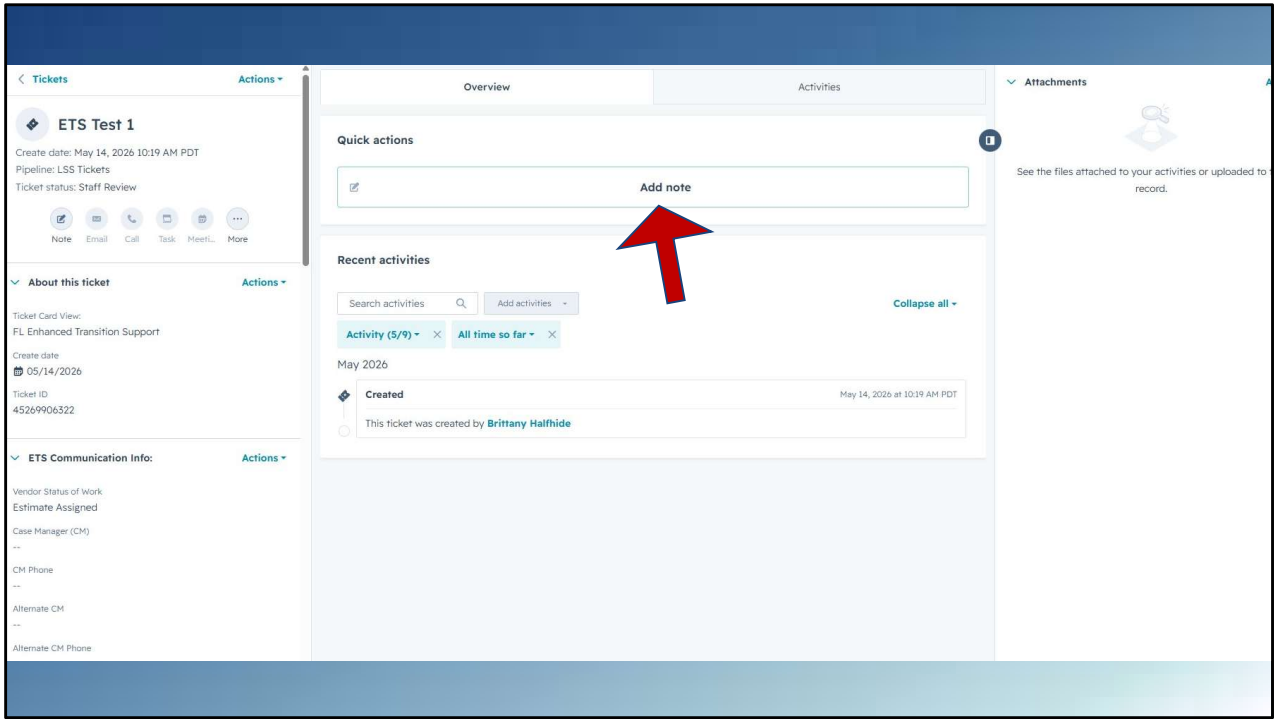 Tickets
Actions
ETS Test 1
Create date: May 14, 2026 10:19 AM PDT
Pipeline: LSS Tickets
Ticket status: Staff Review
Note Email Call Task Meeti... More
About this ticket
Actions
Ticket Card View:
FL Enhanced Transition Support
Create date
05/14/2026
Ticket ID
45269906322
ETS Communication Info:
Actions
Vendor Status of Work
Estimate Assigned
Case Manager (CM)
--
CM Phone
--
Alternate CM
--
Alternate CM Phone
Overview
Activities
Quick actions
Add note
Recent activities
Search activities
Add activities
Collapse all
Activity (5/9)
All time so far
May 2026
Created
May 14, 2026 at 10:19 AM PDT
This ticket was created by Brittany Halfhide
Attachments
A
See the files attached to your activities or uploaded to
record.